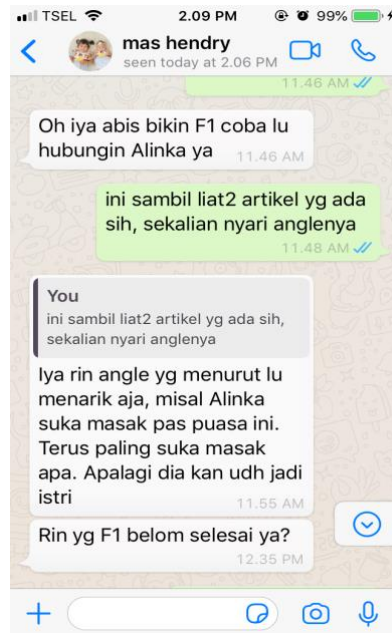 TSEL 2.09 PM 99%
mas hendry
seen today at 2.06 PM
11.46 AM
Oh iya abis bikin F1 coba lu
hubungin Alinka ya 11.46 AM
ini sambil liat2 artikel yg ada
sih, sekalian nyari anglenya
11.48 AM
You
ini sambil liat2 artikel yg ada sih,
sekalian nyari anglenya
Iya rin angle yg menurut lu
menarik aja, misal Alinka
suka masak pas puasa ini.
Terus paling suka masak
apa. Apalagi dia kan udh jadi
istri 11.55 AM
Rin yg F1 belom selesai ya?
12.35 PM